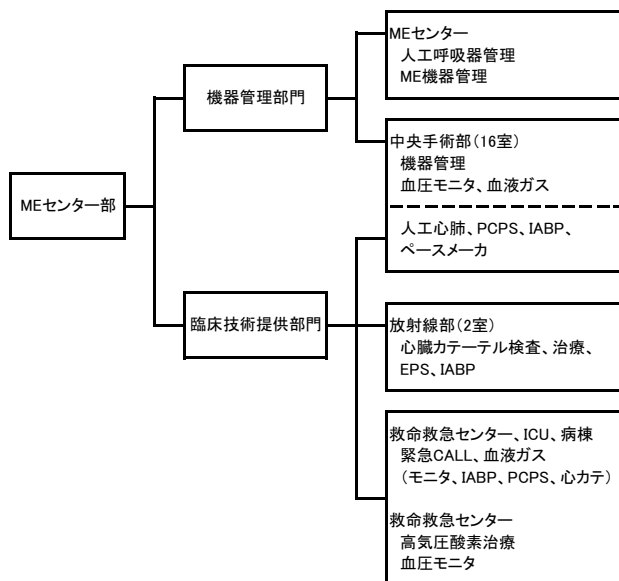 MEセンター部
機器管理部門
臨床技術提供部門
MEセンター
人工呼吸器管理
ME機器管理
中央手術部（16室）
機器管理
血圧モニタ、血液ガス
人工心肺、PCPS、IABP、
ペースメーカ
放射線部（2室）
心臓カテーテル検査、治療、
EPS、IABP
救命救急センター、ICU、病棟
緊急CALL、血液ガス
（モニタ、IABP、PCPS、心カテ）
救命救急センター
高気圧酸素治療
血圧モニタ